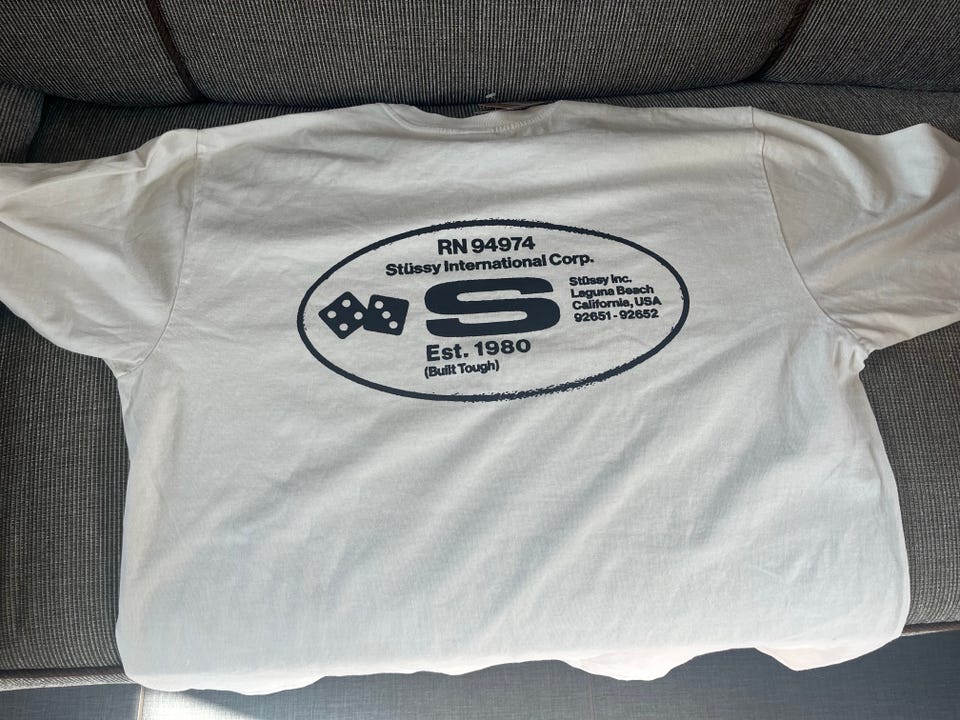 RN 94974
Stüssy International Corp.
S
Stüssy Inc.
Laguna Beach
California, USA
92651-92652
Est. 1980
(Built Tough)